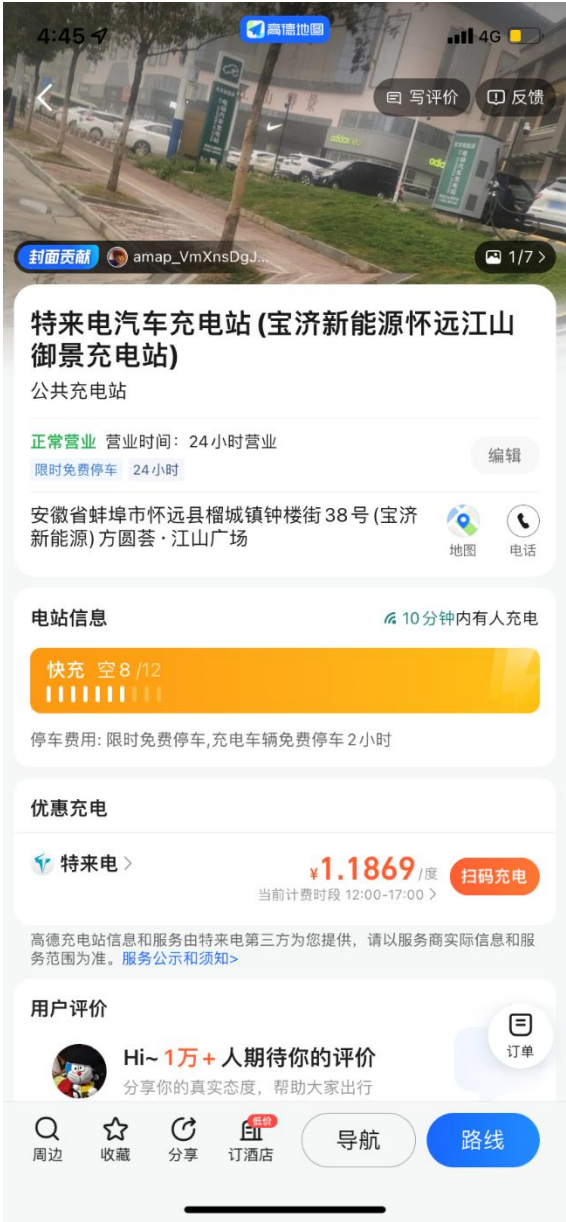 4:45
高德地图
4G
写评价
反馈
adidas
封面贡献
amap_VmXnsDgJ...
1/7 >
特来电汽车充电站 (宝济新能源怀远江山
御景充电站)
公共充电站
正常营业 营业时间：24小时营业
编辑
限时免费停车 24小时
安徽省蚌埠市怀远县榴城镇钟楼街38号 (宝济
新能源) 方圆荟·江山广场
地图
电话
电站信息
10分钟内有人充电
快充 空8/12
停车费用: 限时免费停车,充电车辆免费停车2小时
优惠充电
特来电 >
¥1.1869/度
扫码充电
当前计费时段 12:00-17:00 >
高德充电站信息和服务由特来电第三方为您提供，请以服务商实际信息和服
务范围为准。服务公示和须知>
用户评价
订单
Hi~ 1万+ 人期待你的评价
分享你的真实态度，帮助大家出行
周边
收藏
分享
低价
订酒店
导航
路线